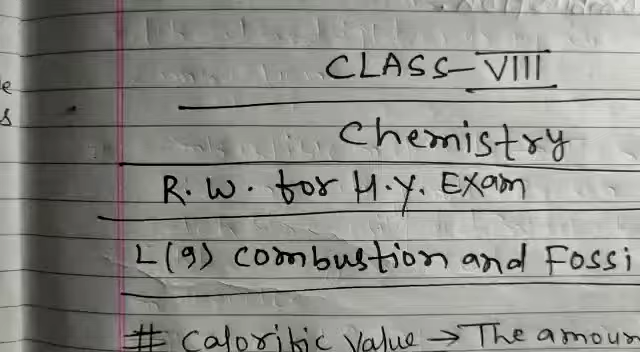 CLASS-VIII
Chemistry
R.W. for H.Y. Exam
L(9) combustion and Fossi
# Calorific value → The amoun